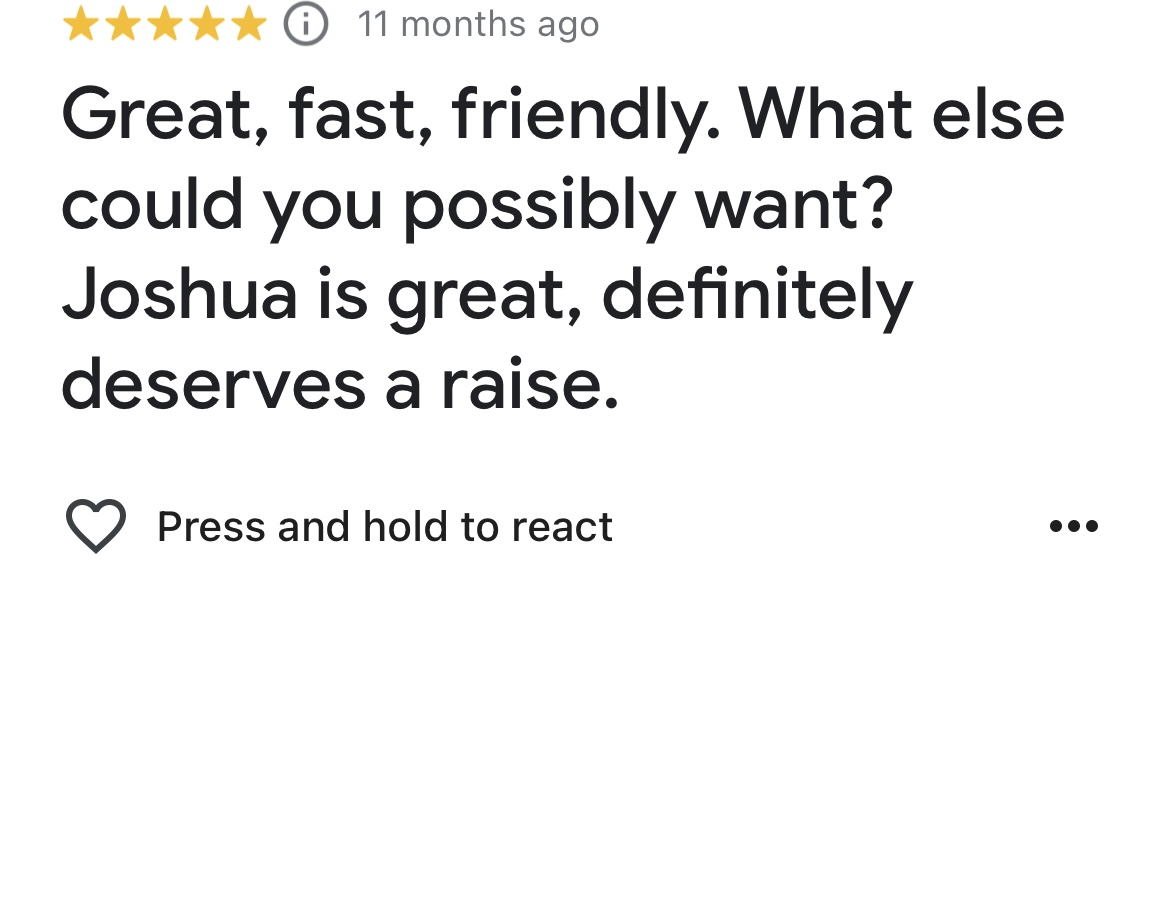 11 months ago
Great, fast, friendly. What else
could you possibly want?
Joshua is great, definitely
deserves a raise.
Press and hold to react